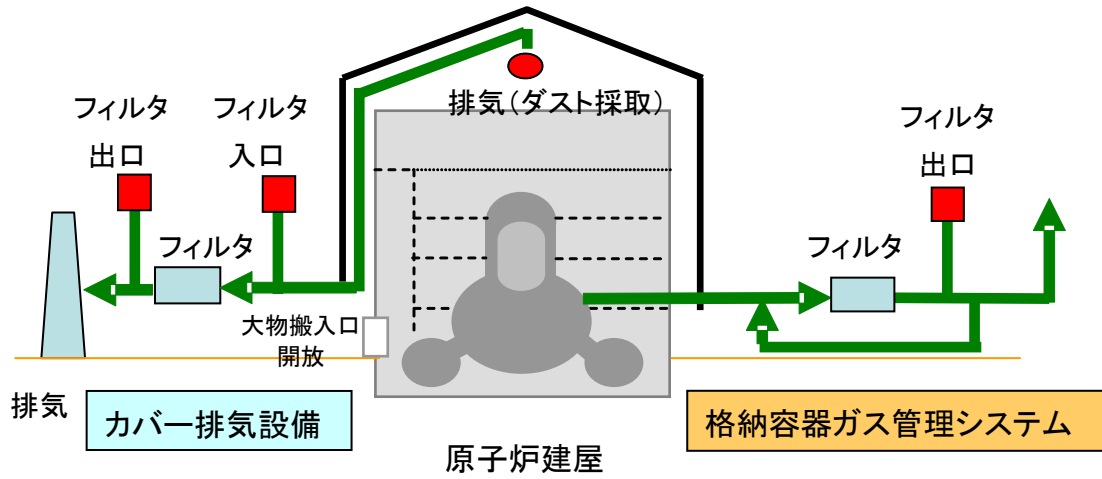 排気(ダスト採取)
フィルタ
出口
フィルタ
入口
フィルタ
出口
フィルタ
フィルタ
大物搬入口
開放
排気
カバー排気設備
原子炉建屋
格納容器ガス管理システム